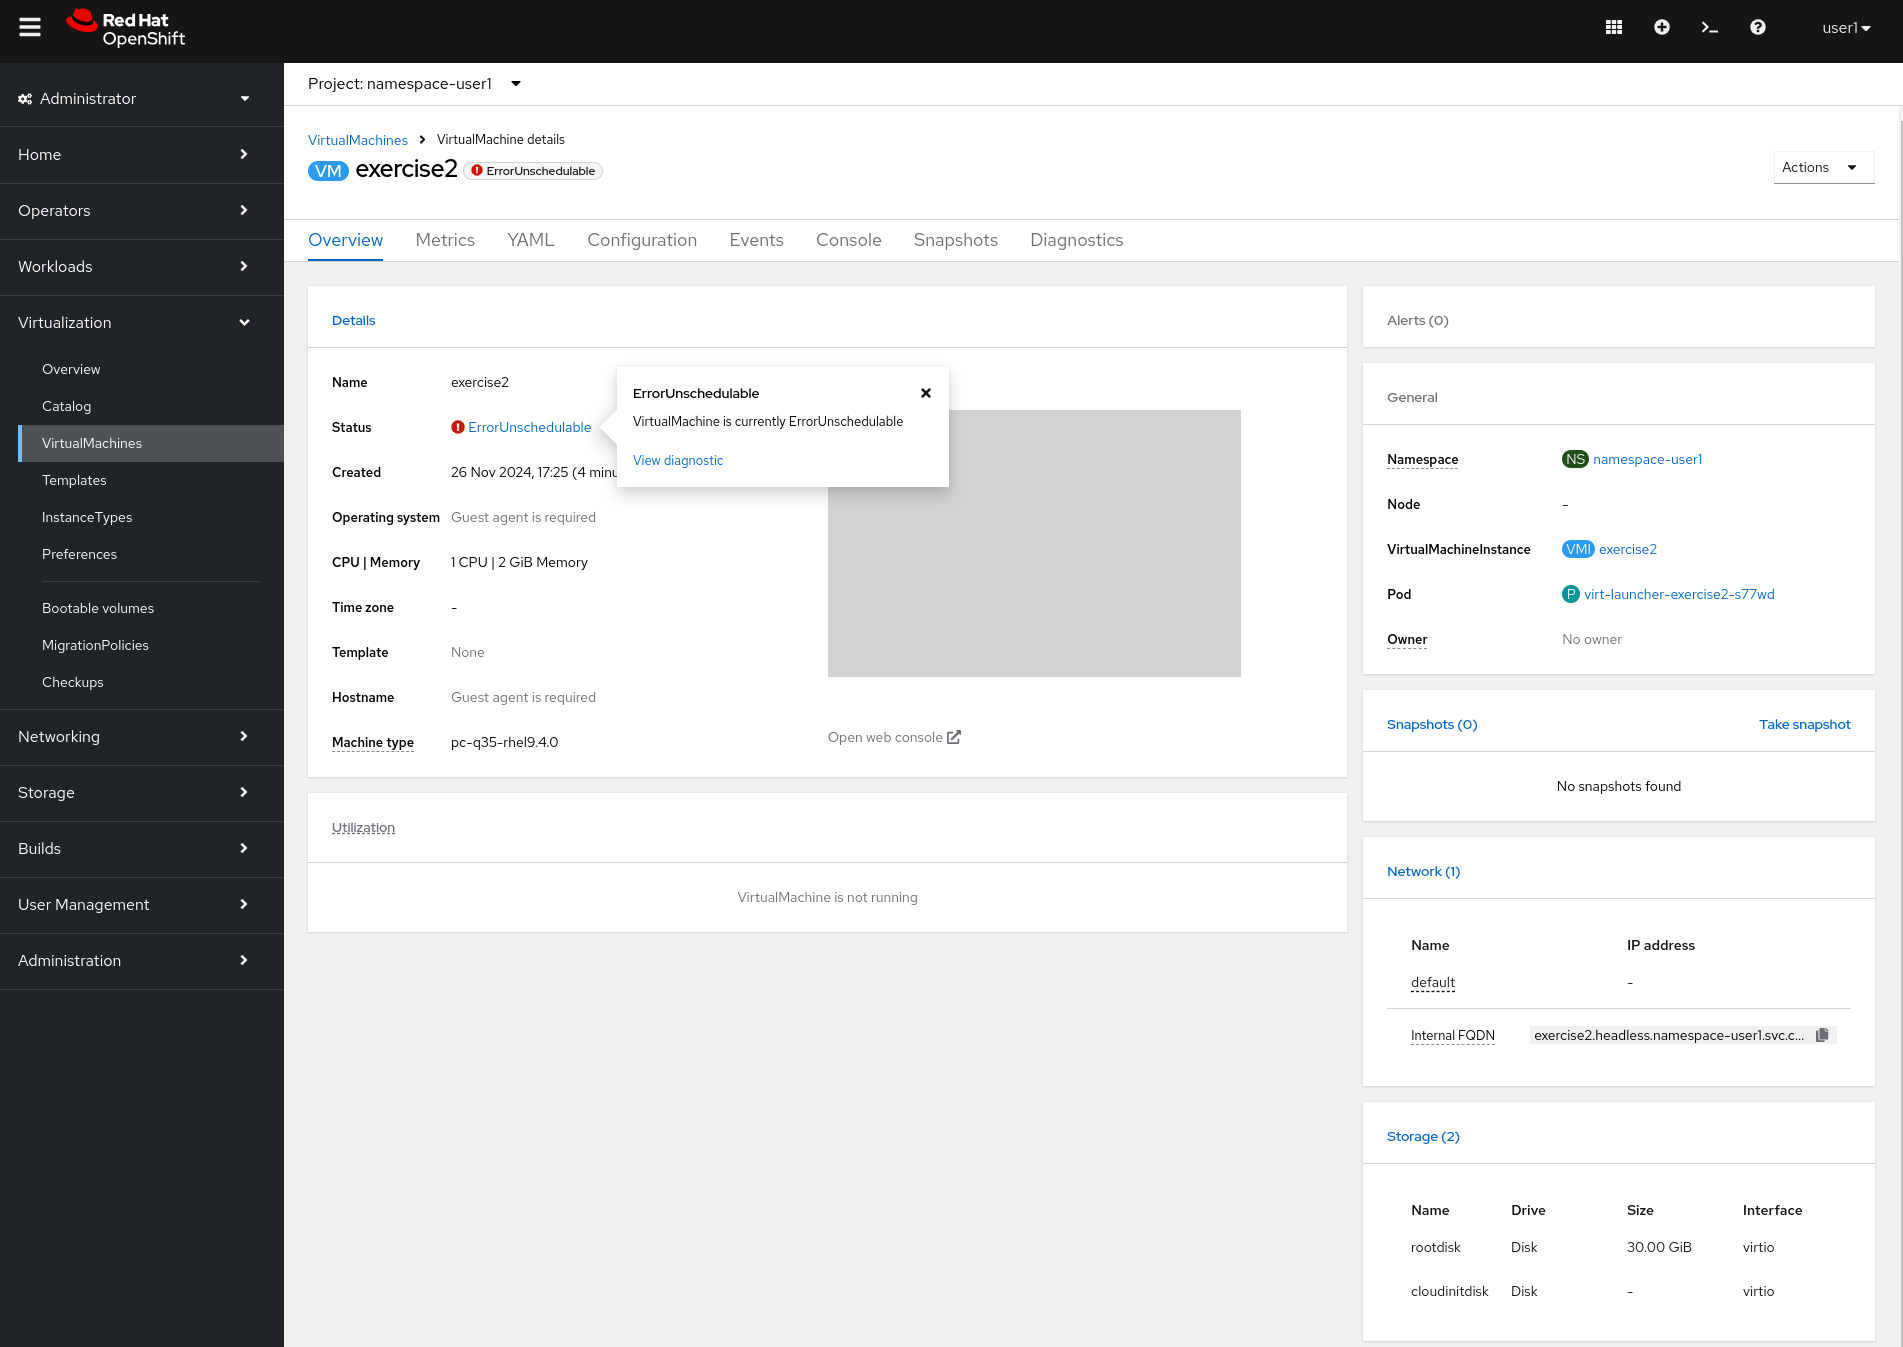 Red Hat
OpenShift
user1
Administrator
Home
Operators
Workloads
Virtualization
Overview
Catalog
VirtualMachines
Templates
InstanceTypes
Preferences
Bootable volumes
MigrationPolicies
Checkups
Networking
Storage
Builds
User Management
Administration
Project: namespace-user1
VirtualMachines > VirtualMachine details
VM exercise2 ErrorUnschedulable
Actions
Overview Metrics YAML Configuration Events Console Snapshots Diagnostics
Details
Name exercise2
Status ErrorUnschedulable
Created 26 Nov 2024, 17:25 (4 minu
Operating system Guest agent is required
CPU | Memory 1 CPU | 2 GiB Memory
Time zone -
Template None
Hostname Guest agent is required
Machine type pc-q35-rhel9.4.0
ErrorUnschedulable
VirtualMachine is currently ErrorUnschedulable
View diagnostic
Open web console
Utilization
VirtualMachine is not running
Alerts (0)
General
Namespace NS namespace-user1
Node -
VirtualMachineInstance VMI exercise2
Pod P virt-launcher-exercise2-s77wd
Owner No owner
Snapshots (0) Take snapshot
No snapshots found
Network (1)
Name IP address
default -
Internal FQDN exercise2.headless.namespace-user1.svc.c...
Storage (2)
Name Drive Size Interface
rootdisk Disk 30.00 GiB virtio
cloudinitdisk Disk - virtio